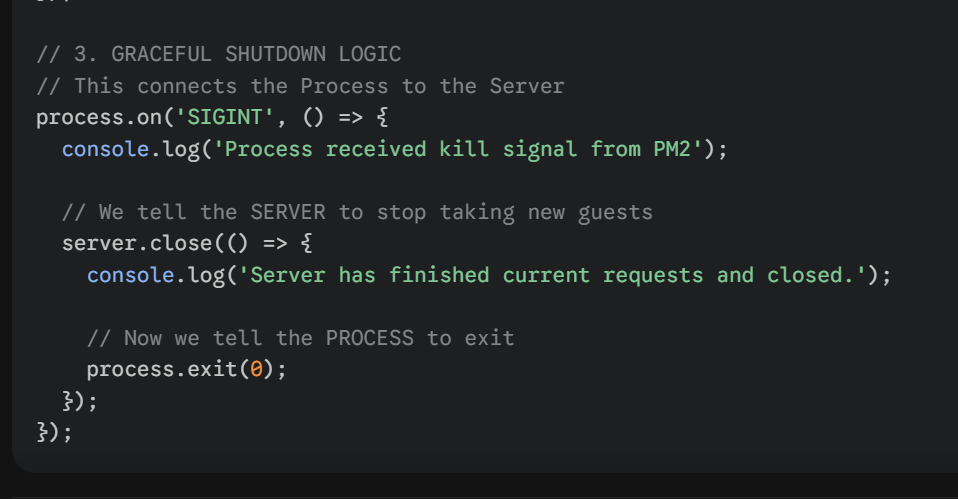 // 3. GRACEFUL SHUTDOWN LOGIC
// This connects the Process to the Server
process.on('SIGINT', () => {
  console.log('Process received kill signal from PM2');

  // We tell the SERVER to stop taking new guests
  server.close(() => {
    console.log('Server has finished current requests and closed.');

    // Now we tell the PROCESS to exit
    process.exit(0);
  });
});